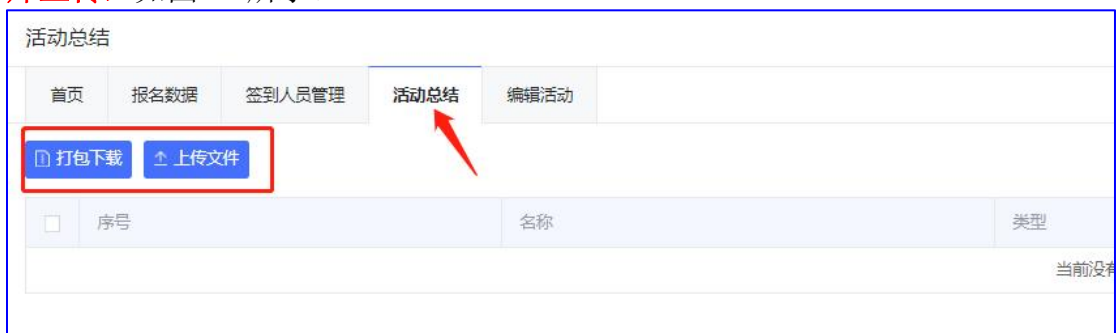 活动总结
首页 报名数据 签到人员管理 活动总结 编辑活动
打包下载 上传文件
序号 名称 类型
当前没有